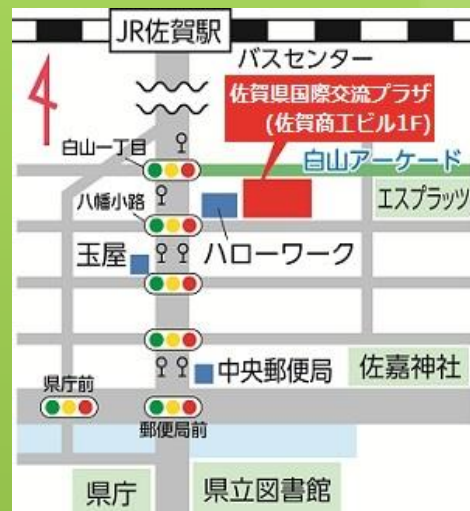 JR佐賀駅
バスセンター
佐賀県国際交流プラザ
(佐賀商工ビル1F)
白山一丁目
白山アーケード
八幡小路
エスプラッツ
玉屋
ハローワーク
中央郵便局
佐嘉神社
県庁前
郵便局前
県庁
県立図書館